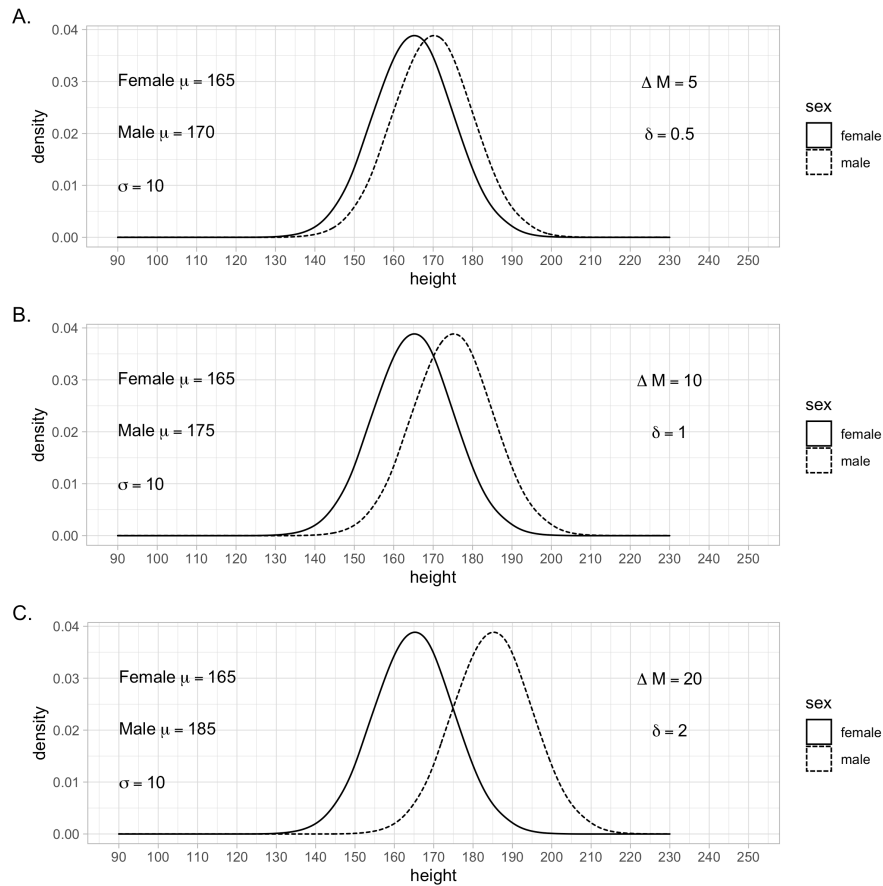 A.
0.04
0.03
0.02
0.01
0.00
density
Female μ = 165
Male μ = 170
σ = 10
Δ M = 5
δ = 0.5
90 100 110 120 130 140 150 160 170 180 190 200 210 220 230 240 250
height
sex
female
male
B.
0.04
0.03
0.02
0.01
0.00
density
Female μ = 165
Male μ = 175
σ = 10
Δ M = 10
δ = 1
90 100 110 120 130 140 150 160 170 180 190 200 210 220 230 240 250
height
sex
female
male
C.
0.04
0.03
0.02
0.01
0.00
density
Female μ = 165
Male μ = 185
σ = 10
Δ M = 20
δ = 2
90 100 110 120 130 140 150 160 170 180 190 200 210 220 230 240 250
height
sex
female
male